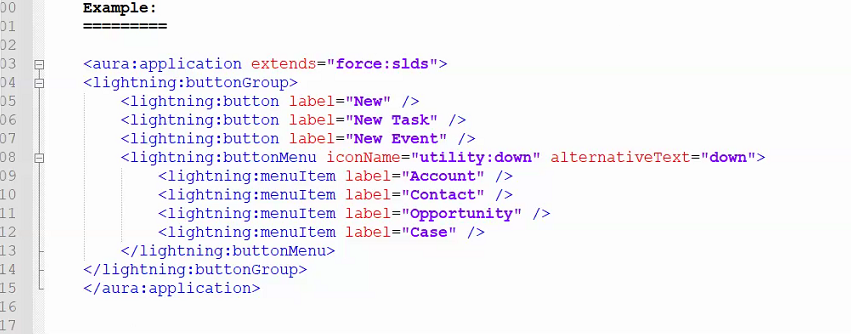 00 Example:
01 =========
02
03 <aura:application extends="force:slds">
04 <lightning:buttonGroup>
05 <lightning:button label="New" />
06 <lightning:button label="New Task" />
07 <lightning:button label="New Event" />
08 <lightning:buttonMenu iconName="utility:down" alternativeText="down">
09 <lightning:menuItem label="Account" />
10 <lightning:menuItem label="Contact" />
11 <lightning:menuItem label="Opportunity" />
12 <lightning:menuItem label="Case" />
13 </lightning:buttonMenu>
14 </lightning:buttonGroup>
15 </aura:application>
16
17